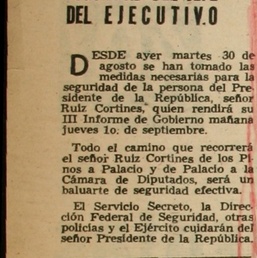 DEL EJECUTIVO
DESDE ayer martes 30 de
agosto se han tomado las
medidas necesarias para la
seguridad de la persona del Pre-
sidente de la República, señor
Ruiz Cortines, quien rendirá su
III Informe de Gobierno mañana
jueves 1o. de septiembre.
Todo el camino que recorrerá
el señor Ruiz Cortines de los Pi-
nos a Palacio y de Palacio a la
Cámara de Diputados, será un
baluarte de seguridad efectiva.
El Servicio Secreto, la Direc-
ción Federal de Seguridad, otras
policías y el Ejército cuidarán del
señor Presidente de la República.